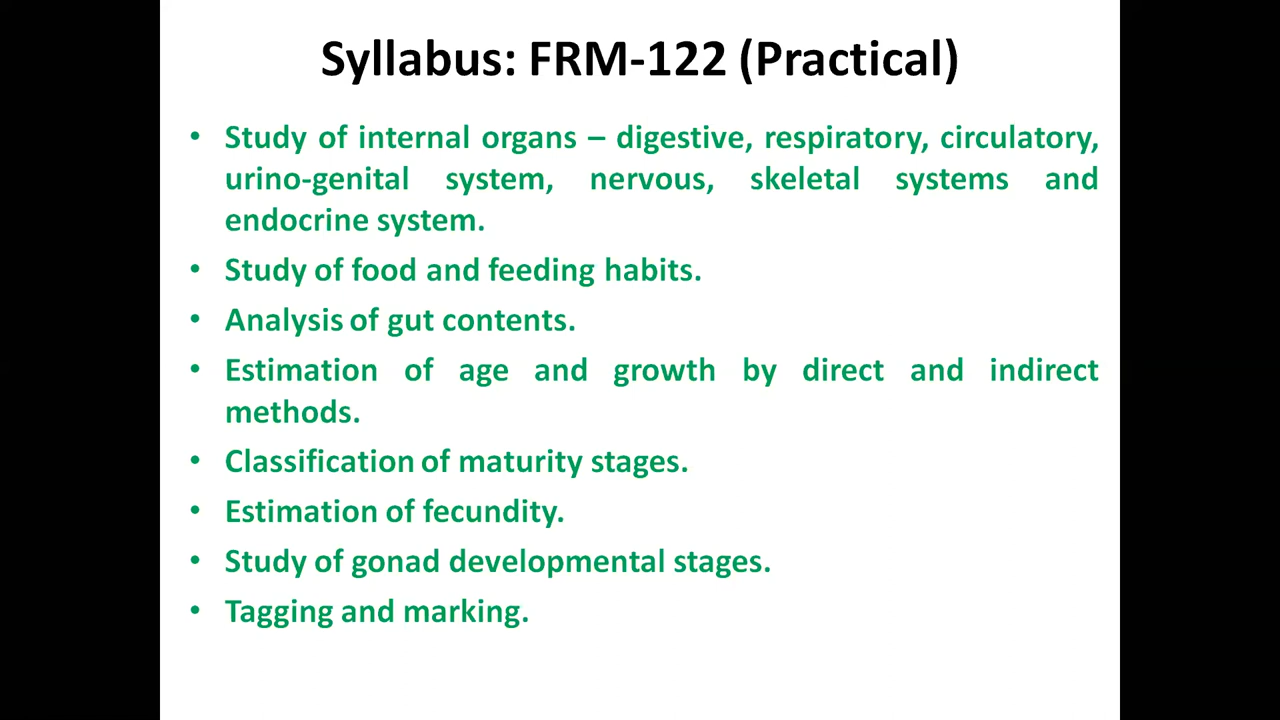 Syllabus: FRM-122 (Practical)
• Study of internal organs – digestive, respiratory, circulatory,
urino-genital system, nervous, skeletal systems and
endocrine system.
• Study of food and feeding habits.
• Analysis of gut contents.
• Estimation of age and growth by direct and indirect
methods.
• Classification of maturity stages.
• Estimation of fecundity.
• Study of gonad developmental stages.
• Tagging and marking.